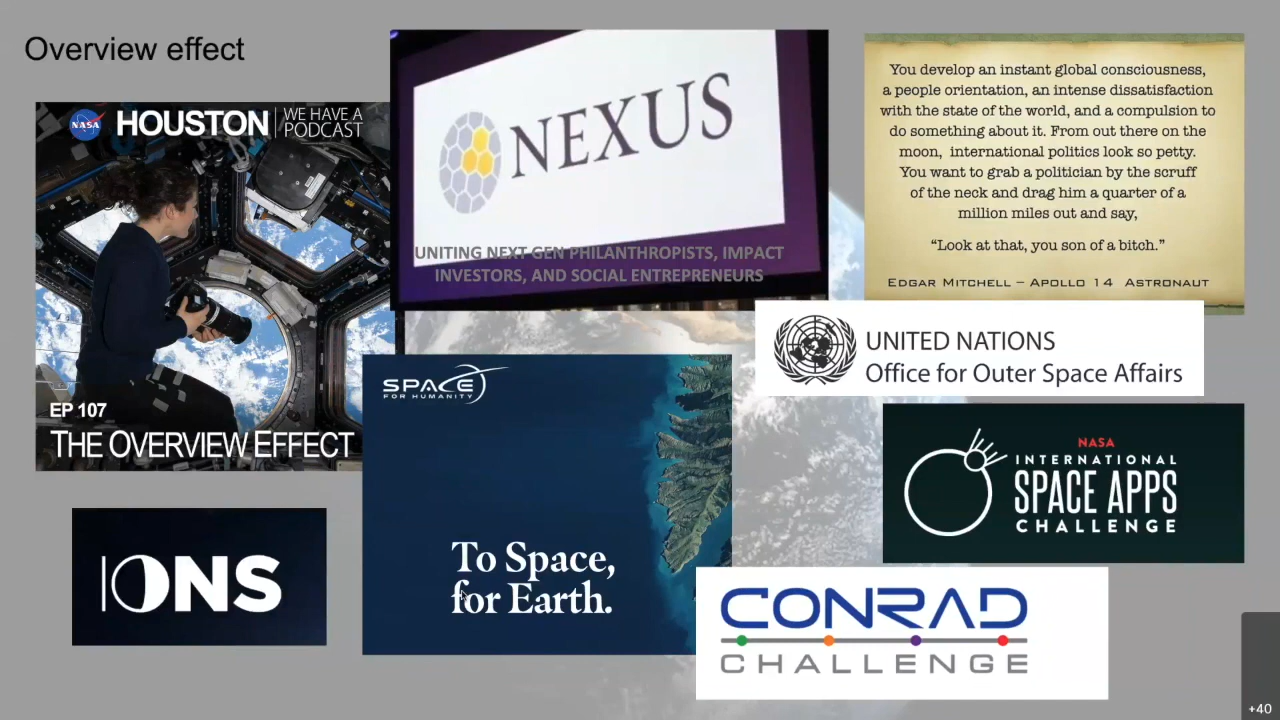 Overview effect
NASA
HOUSTON
WE HAVE A
PODCAST
EP 107
THE OVERVIEW EFFECT
NEXUS
UNITING NEXT GEN PHILANTHROPISTS, IMPACT
INVESTORS, AND SOCIAL ENTREPRENEURS
You develop an instant global consciousness,
a people orientation, an intense dissatisfaction
with the state of the world, and a compulsion to
do something about it. From out there on the
moon, international politics look so petty.
You want to grab a politician by the scruff
of the neck and drag him a quarter of a
million miles out and say,
“Look at that, you son of a bitch.”
EDGAR MITCHELL – APOLLO 14 ASTRONAUT
UNITED NATIONS
Office for Outer Space Affairs
SPACE
FOR HUMANITY
To Space,
for Earth.
NASA
INTERNATIONAL
SPACE APPS
CHALLENGE
IONS
CONRAD
CHALLENGE
+40